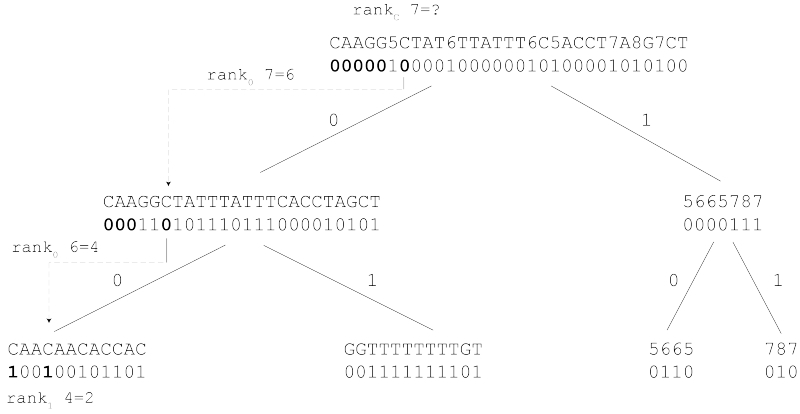 rank_C 7=?
CAAGG5CTAT6TTATTT6C5ACCT7A8G7CT
0000010000100000010100001010100
rank_0 7=6
0
1
CAAGGCTATTTATTTCACCTAGCT
000110101110111000010101
5665787
0000111
rank_0 6=4
0
1
0
1
CAACAACACCAC
100100101101
GGTTTTTTTTGT
001111111101
5665
0110
787
010
rank_1 4=2